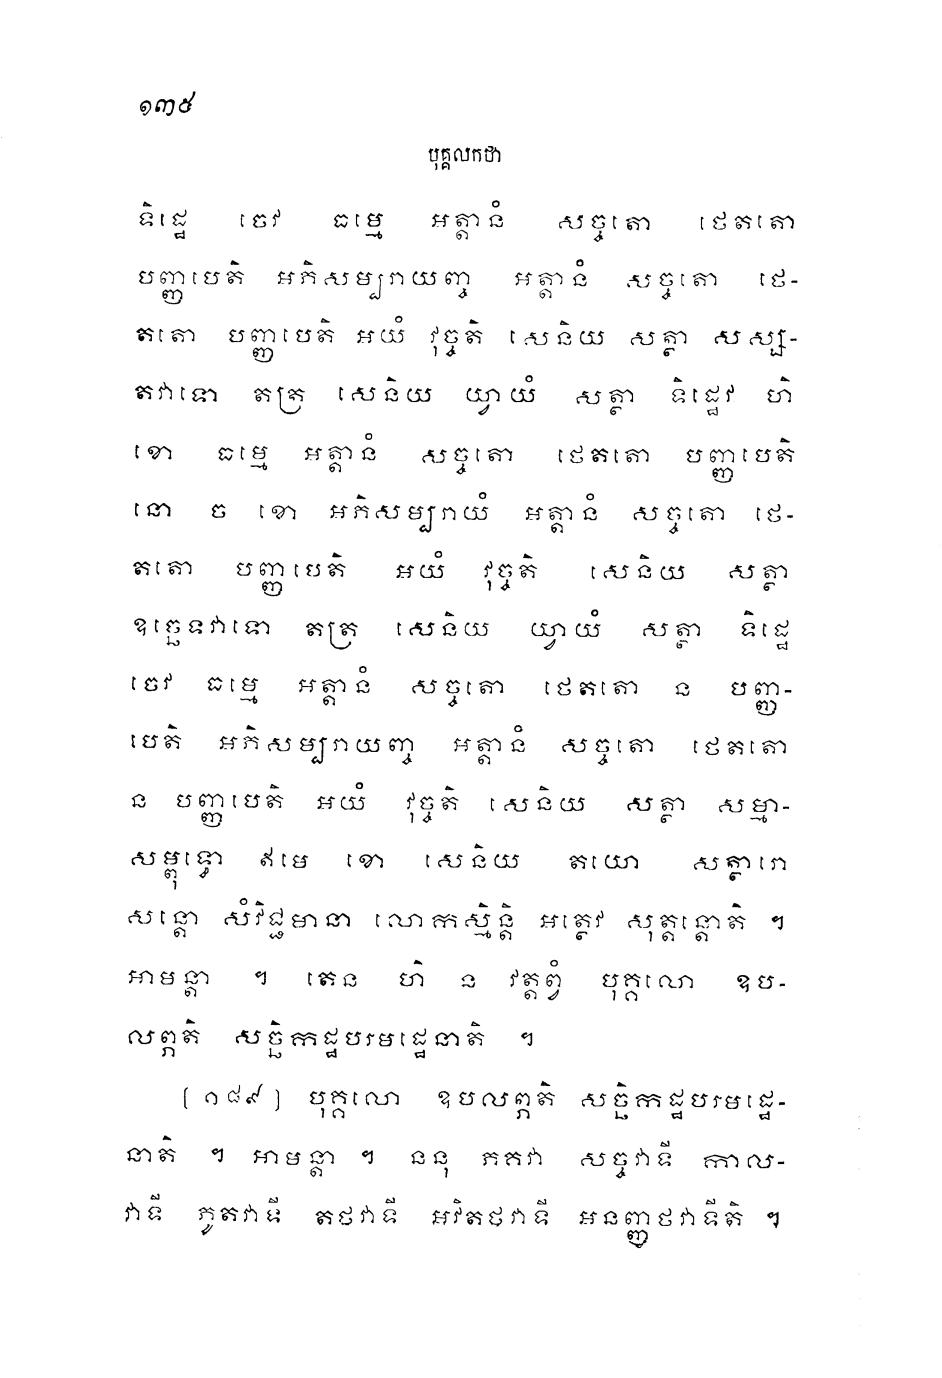 ១៣៥
បុគ្គលកថា
ទិដ្ឋេ ចេវ ធម្មេ អត្តានំ សច្ចតោ ថេតតោ
បញ្ញបេតិ អភិសម្បរាយញ្ច អត្តានំ សច្ចតោ ថេ-
តតោ បញ្ញបេតិ អយំ វុច្ចតិ សេនិយ សត្ថា សស្ស-
តវាទោ តត្រ សេនិយ យ្វាយំ សត្ថា ទិដ្ឋេវ ហិ
ខោ ធម្មេ អត្តានំ សច្ចតោ ថេតតោ បញ្ញបេតិ
នោ ច ខោ អភិសម្បរាយំ អត្តានំ សច្ចតោ ថេ-
តតោ បញ្ញបេតិ អយំ វុច្ចតិ សេនិយ សត្ថា
ឧច្ឆេទវាទោ តត្រ សេនិយ យ្វាយំ សត្ថា ទិដ្ឋេ
ចេវ ធម្មេ អត្តានំ សច្ចតោ ថេតតោ ន បញ្ញ-
បេតិ អភិសម្បរាយញ្ច អត្តានំ សច្ចតោ ថេតតោ
ន បញ្ញបេតិ អយំ វុច្ចតិ សេនិយ សត្ថា សម្មា-
សម្ពុទ្ធោ ឥមេ ខោ សេនិយ តយោ សត្ថារោ
សន្តោ សំវិជ្ជមានា លោកស្មិន្តិ អត្ថេវ សុត្តន្តោតិ ។
អាមន្តា ។ តេន ហិ ន វត្តព្វំ បុគ្គលោ ឧប-
លព្ភតិ សច្ឆិកដ្ឋបរមដ្ឋេនាតិ ។
[១៨៩] បុគ្គលោ ឧបលព្ភតិ សច្ឆិកដ្ឋបរមដ្ឋេ-
នាតិ ។ អាមន្តា ។ ននុ ភគវា សច្ចវាទី កាល-
វាទី ភូតវាទី តថវាទី អវិតថវាទី អនញ្ញថវាទីតិ ។